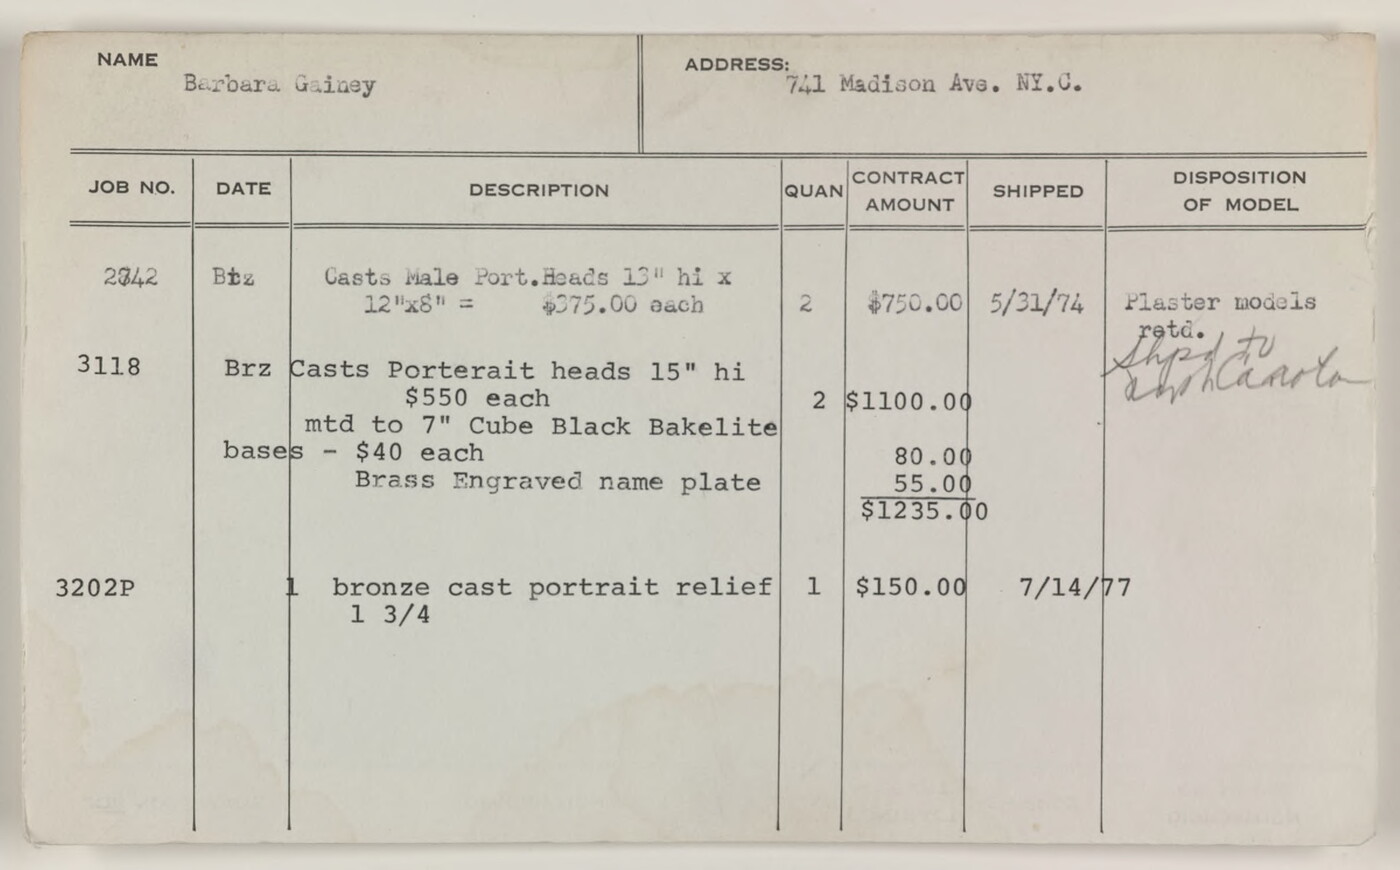 NAME
Barbara Gainey
ADDRESS:
741 Madison Ave. NY.C.
JOB NO. DATE DESCRIPTION QUAN CONTRACT AMOUNT SHIPPED DISPOSITION OF MODEL
Casts Male Port.Heads 13" hi x
12"x8" = $375.00 each 2 $750.00 5/31/74 Plaster models
retd.
Shpd to
3118 Brz Casts Porterait heads 15" hi
$550 each 2 $1100.00
mtd to 7" Cube Black Bakelite
bases - $40 each 80.00
Brass Engraved name plate 55.00
$1235.00
3202P 1 bronze cast portrait relief 1 $150.00 7/14/77
1 3/4